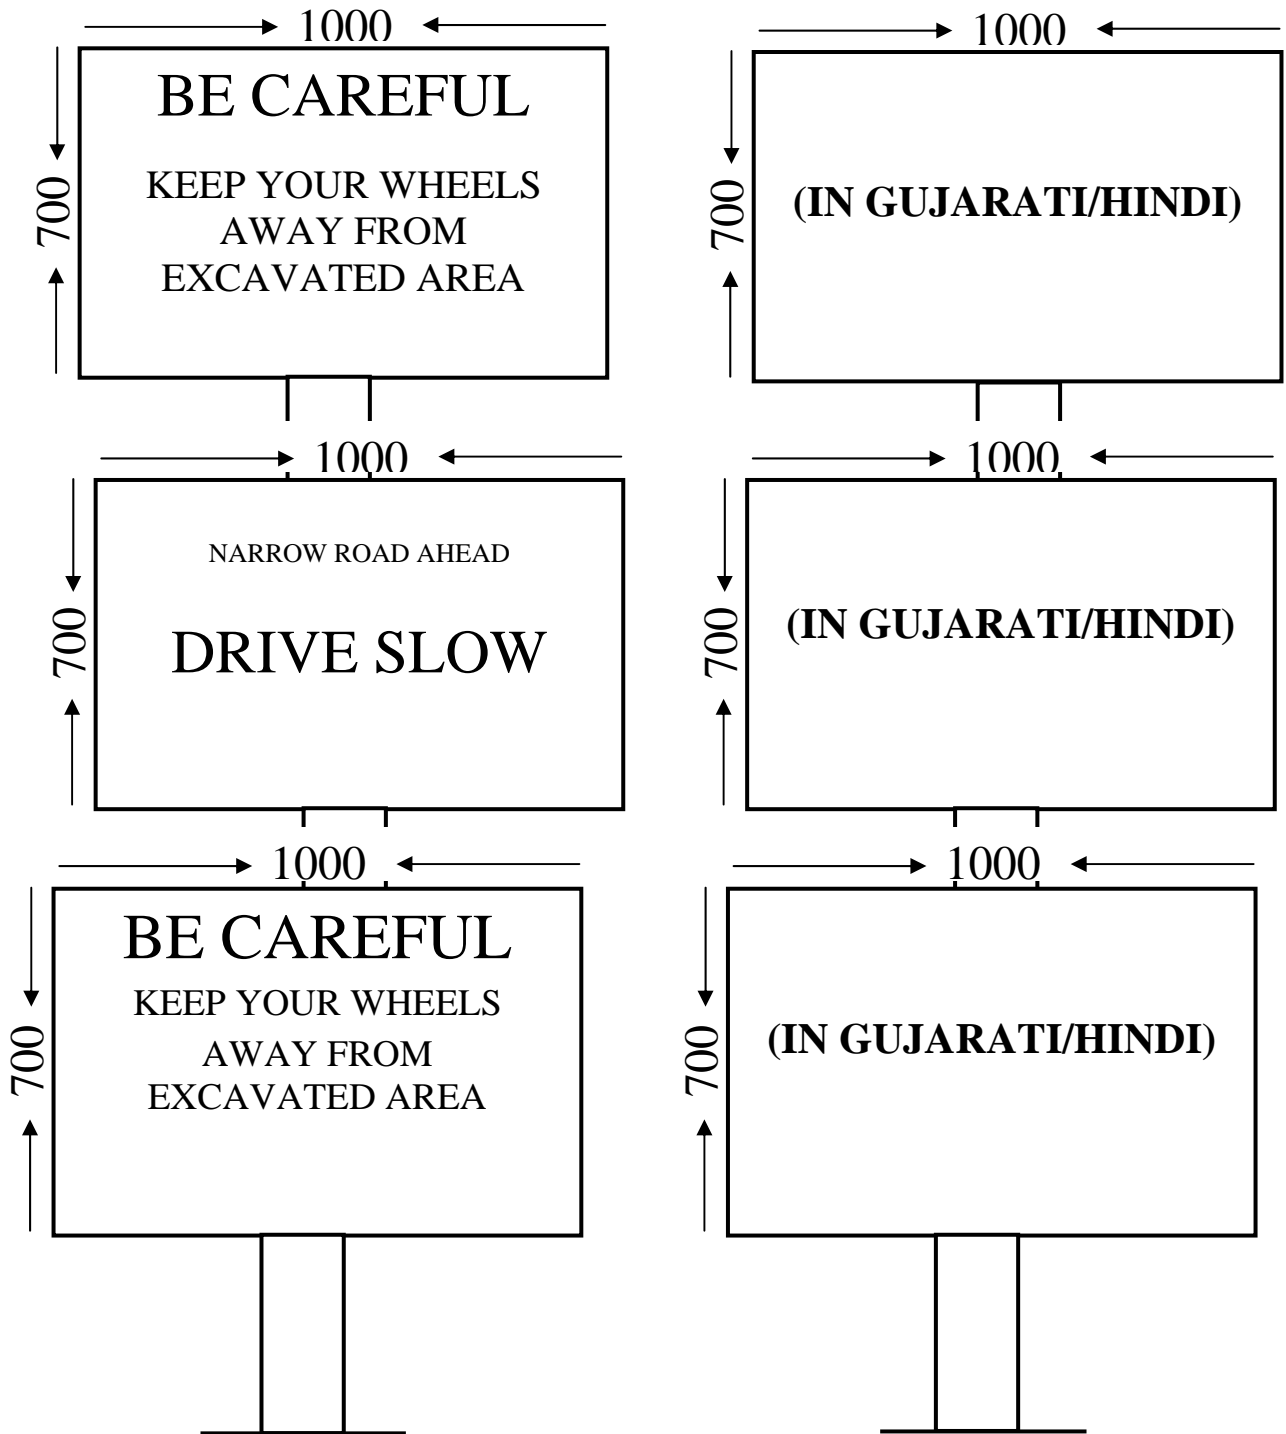 1000
700
BE CAREFUL
KEEP YOUR WHEELS
AWAY FROM
EXCAVATED AREA
1000
700
(IN GUJARATI/HINDI)
1000
700
NARROW ROAD AHEAD
DRIVE SLOW
1000
700
(IN GUJARATI/HINDI)
1000
700
BE CAREFUL
KEEP YOUR WHEELS
AWAY FROM
EXCAVATED AREA
1000
700
(IN GUJARATI/HINDI)